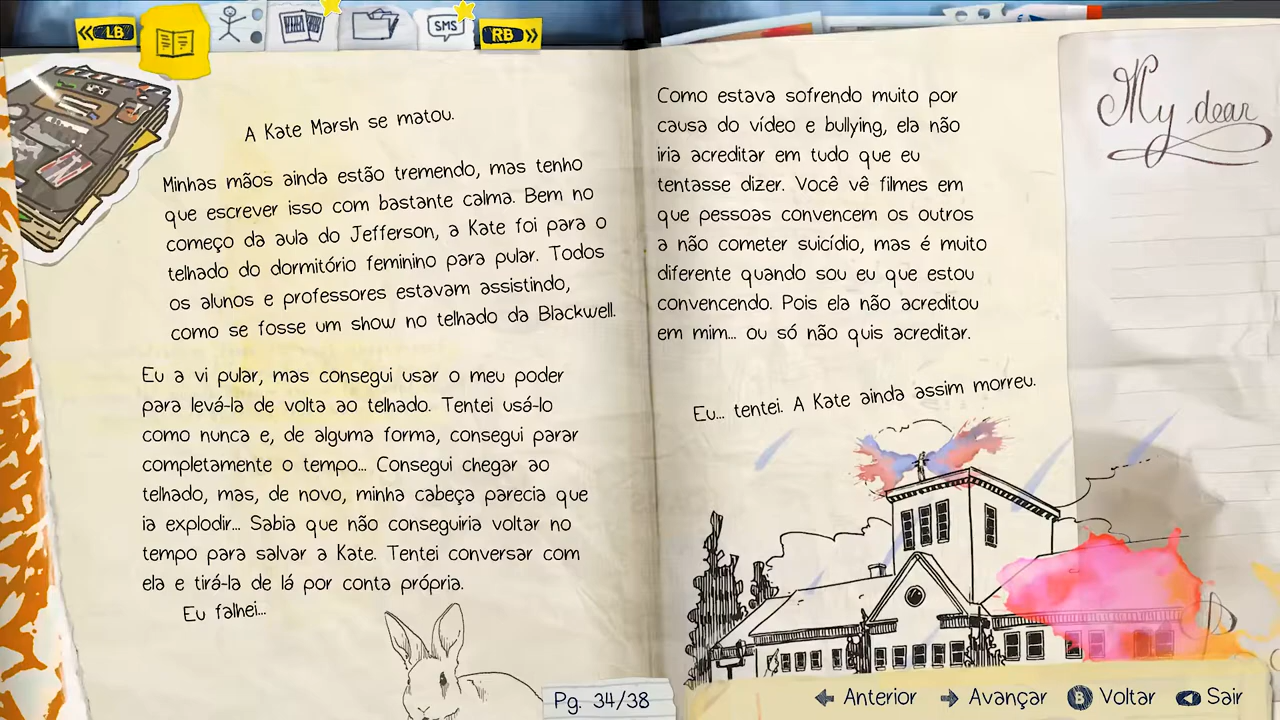 LB
SMS
RB
A Kate Marsh se matou.
Minhas mãos ainda estão tremendo, mas tenho
que escrever isso com bastante calma. Bem no
começo da aula do Jefferson, a Kate foi para o
telhado do dormitório feminino para pular. Todos
os alunos e professores estavam assistindo,
como se fosse um show no telhado da Blackwell.
Eu a vi pular, mas consegui usar o meu poder
para levá-la de volta ao telhado. Tentei usá-lo
como nunca e, de alguma forma, consegui parar
completamente o tempo... Consegui chegar ao
telhado, mas, de novo, minha cabeça parecia que
ia explodir... Sabia que não conseguiria voltar no
tempo para salvar a Kate. Tentei conversar com
ela e tirá-la de lá por conta própria.
Eu falhei...
Como estava sofrendo muito por
causa do vídeo e bullying, ela não
iria acreditar em tudo que eu
tentasse dizer. Você vê filmes em
que pessoas convencem os outros
a não cometer suicídio, mas é muito
diferente quando sou eu que estou
convencendo. Pois ela não acreditou
em mim... ou só não quis acreditar.
Eu... tentei. A Kate ainda assim morreu.
My dear
Pg. 34/38
Anterior
Avançar
B Voltar
Sair